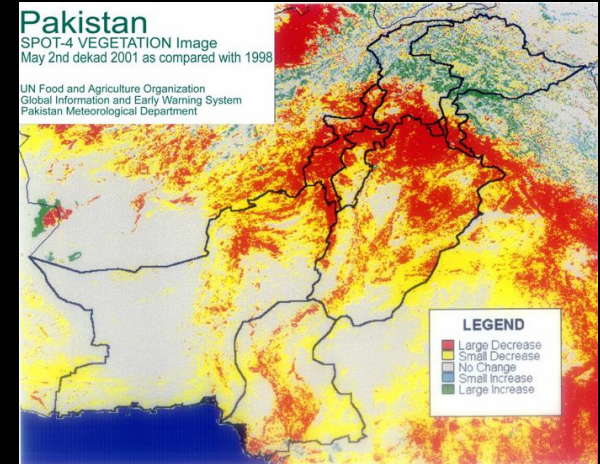 Pakistan
SPOT-4 VEGETATION Image
May 2nd dekad 2001 as compared with 1998
UN Food and Agriculture Organization
Global Information and Early Warning System
Pakistan Meteorological Department
LEGEND
Large Decrease
Small Decrease
No Change
Small Increase
Large Increase